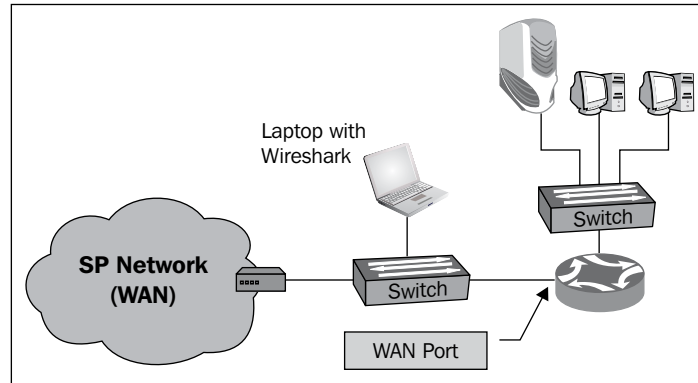 Laptop with
Wireshark
Switch
SP Network
(WAN)
Switch
WAN Port